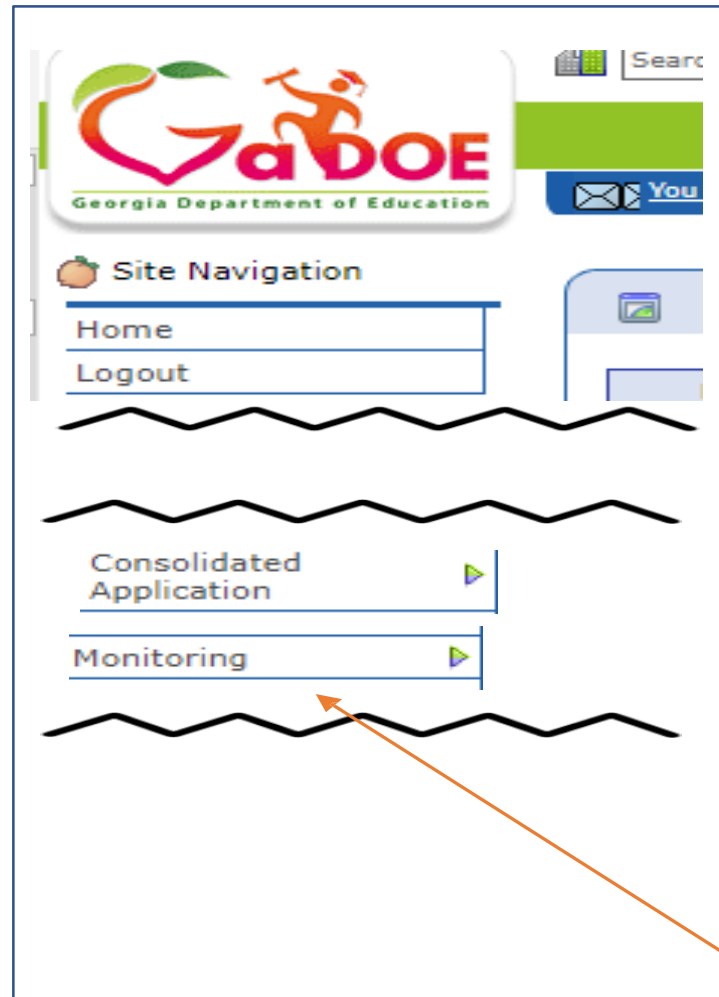 Searc
GaDOE
Georgia Department of Education
You
Site Navigation
Home
Logout
Consolidated
Application
Monitoring